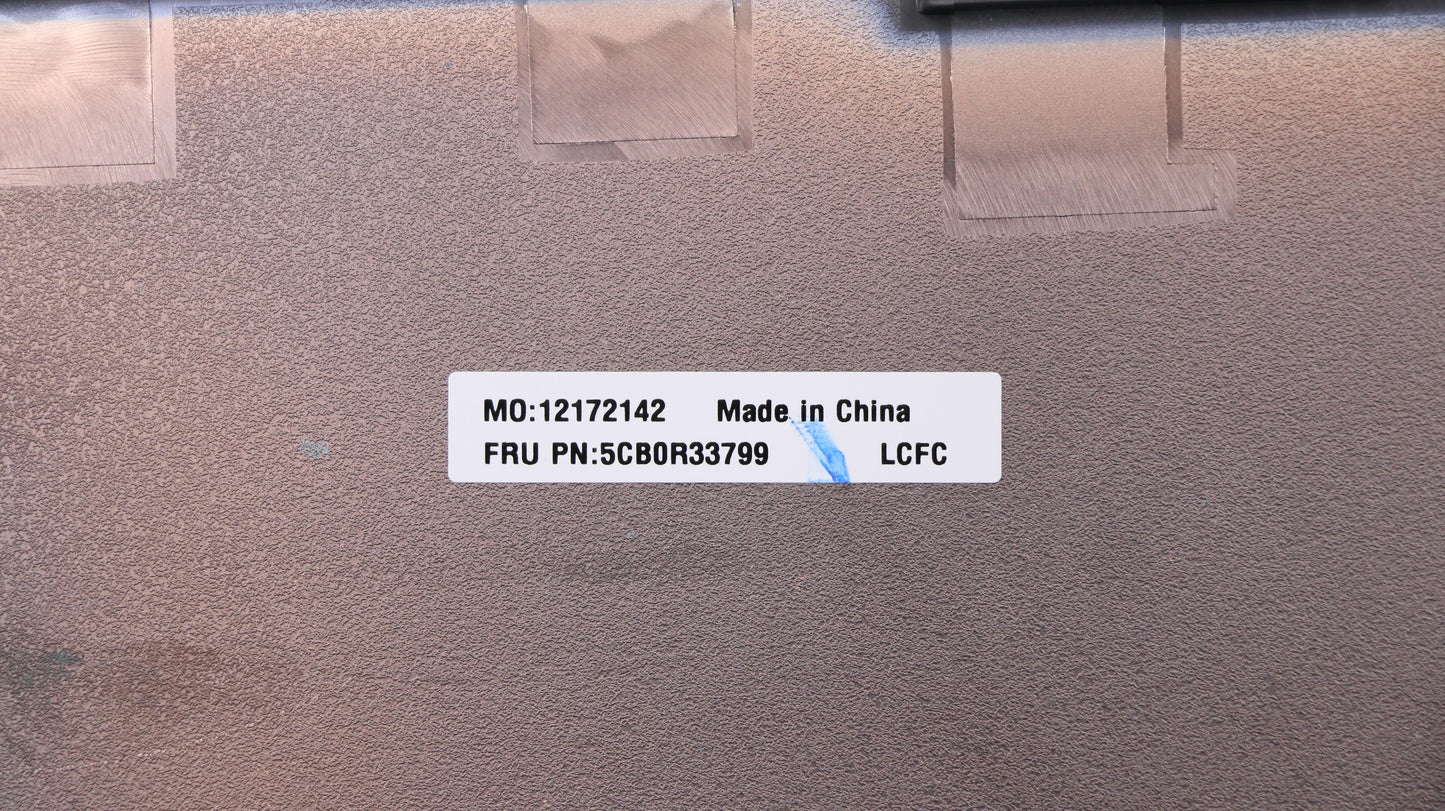 MO:12172142 Made in China
FRU PN:5CB0R33799 LCFC